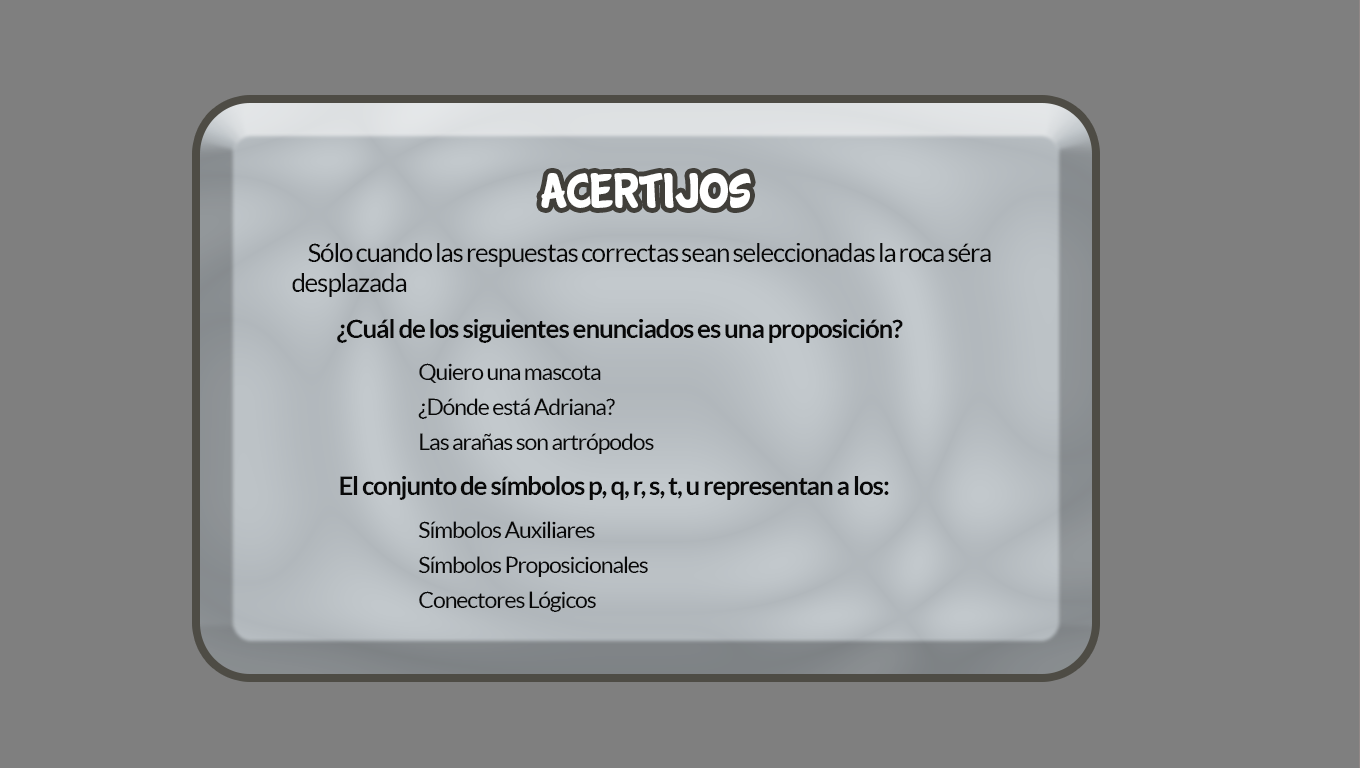 ACERTIJOS
Sólo cuando las respuestas correctas sean seleccionadas la roca séra
desplazada
¿Cuál de los siguientes enunciados es una proposición?
Quiero una mascota
¿Dónde está Adriana?
Las arañas son artrópodos
El conjunto de símbolos p, q, r, s, t, u representan a los:
Símbolos Auxiliares
Símbolos Proposicionales
Conectores Lógicos